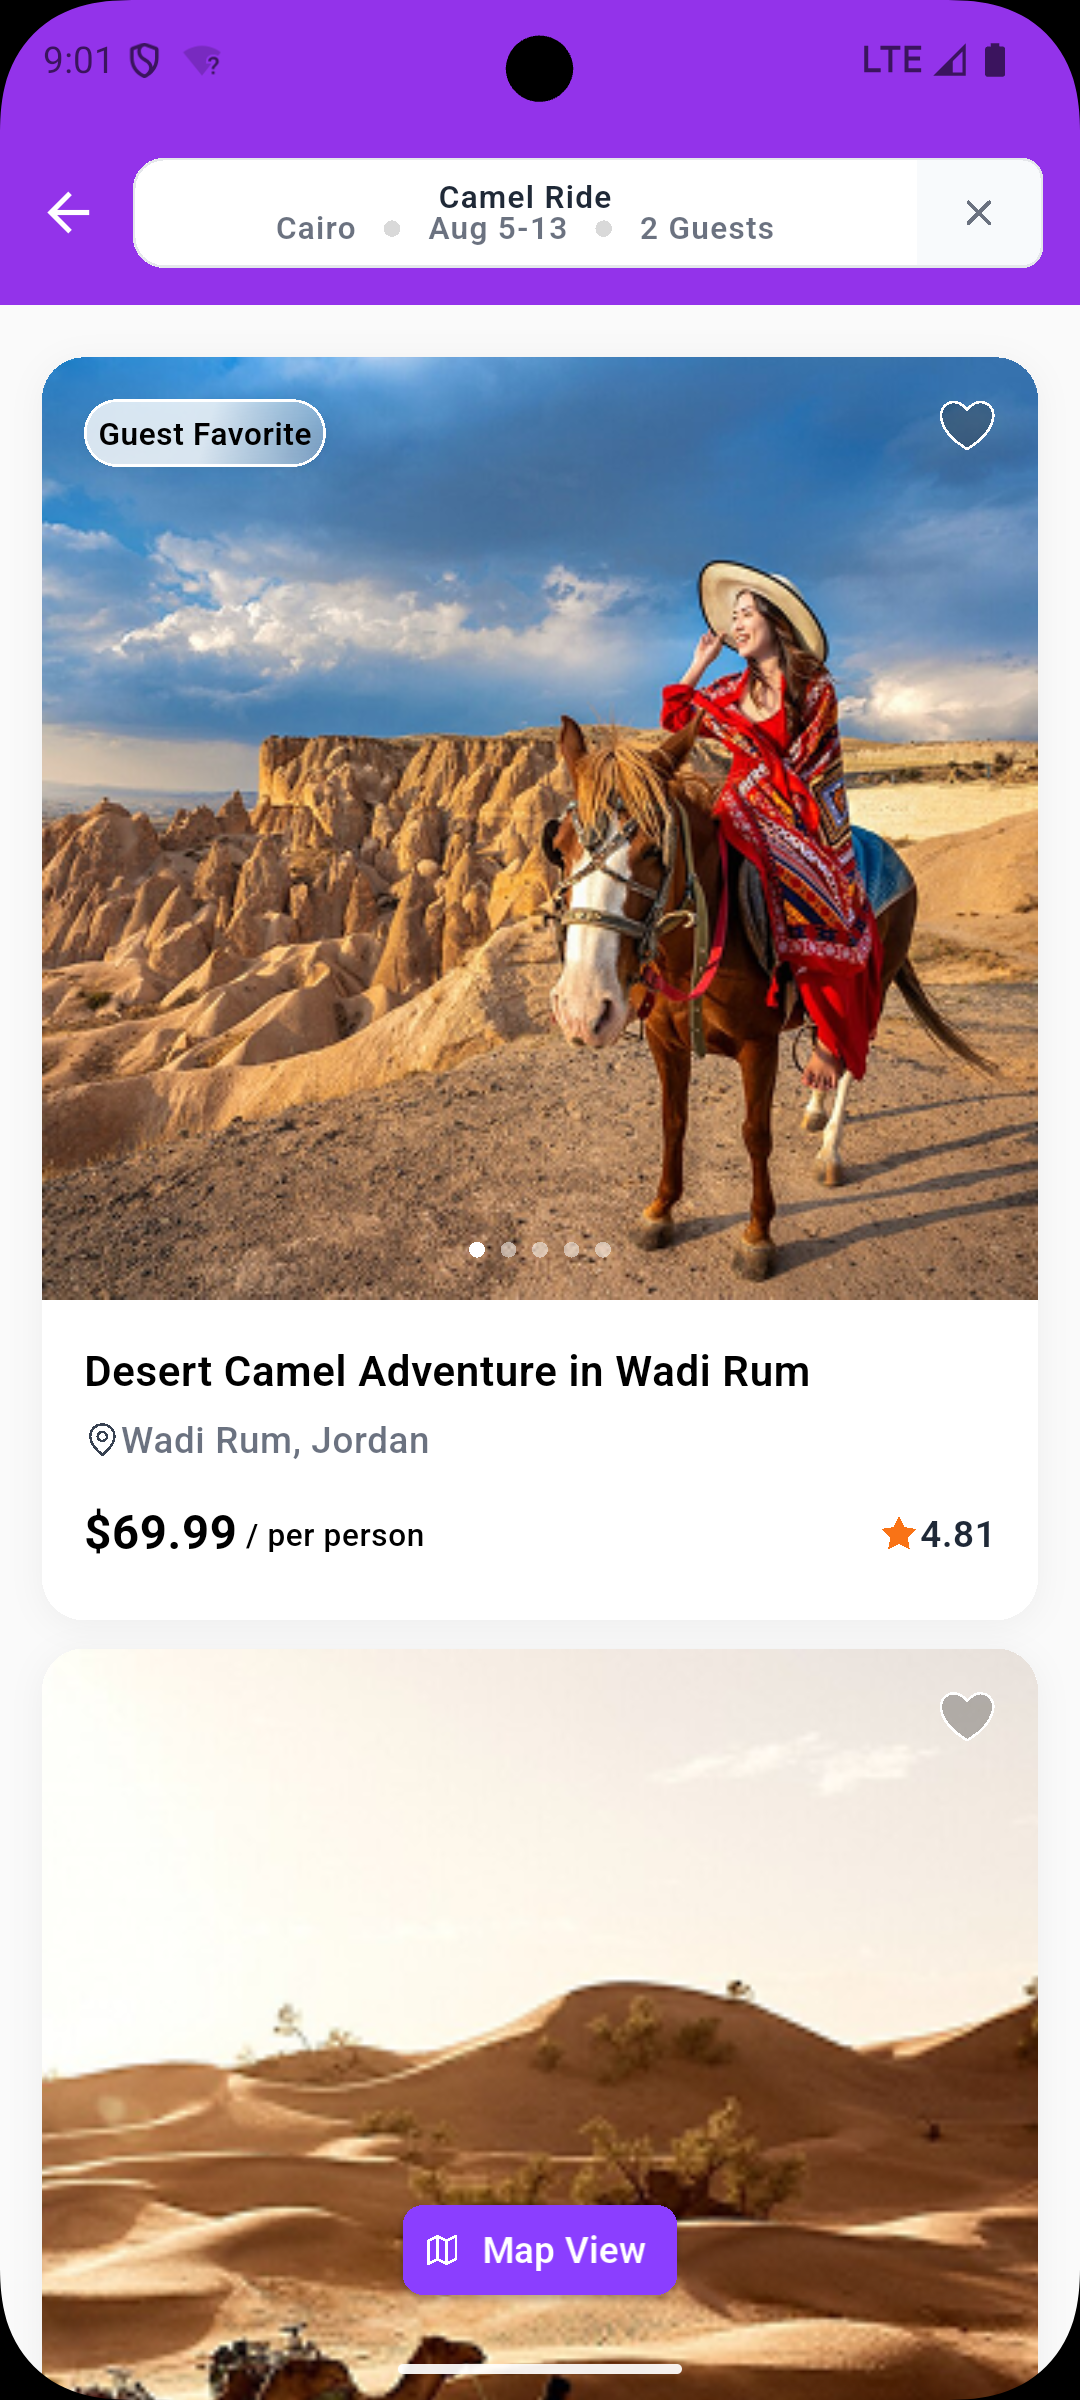 9:01
LTE
Camel Ride
Cairo Aug 5-13 2 Guests
Guest Favorite
Desert Camel Adventure in Wadi Rum
Wadi Rum, Jordan
$69.99 / per person
4.81
Map View